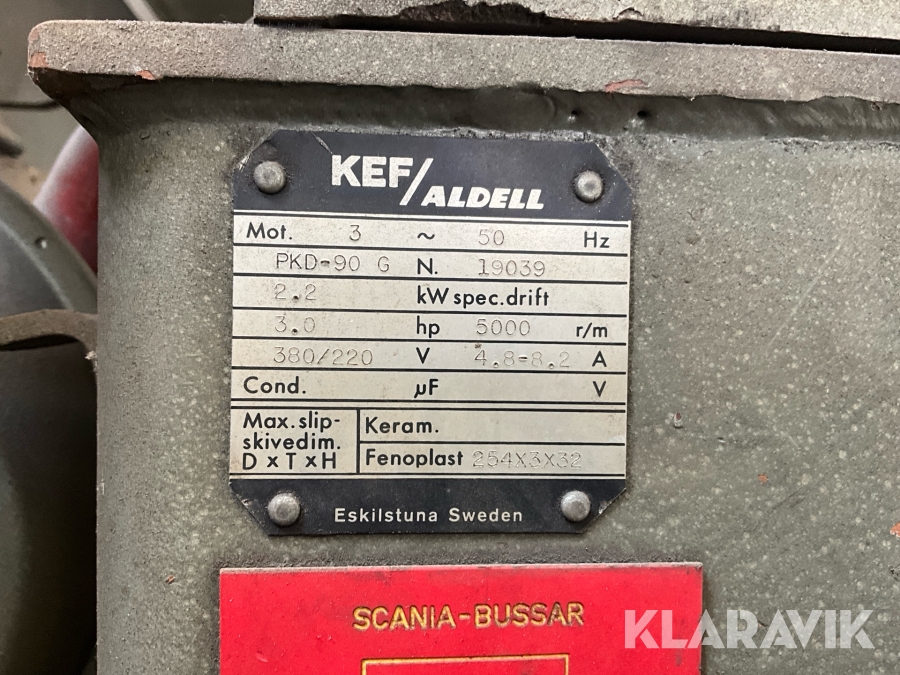 KEF/ALDELL
Mot. 3 ~ 50 Hz
PKD-90 G N. 19039
2.2 kW spec.drift
3.0 hp 5000 r/m
380/220 V 4.8-8.2 A
Cond. µF V
Max.slip-
skivedim.
D x T x H
Keram.
Fenoplast 254X3X32
Eskilstuna Sweden
SCANIA-BUSSAR
KLARAVIK